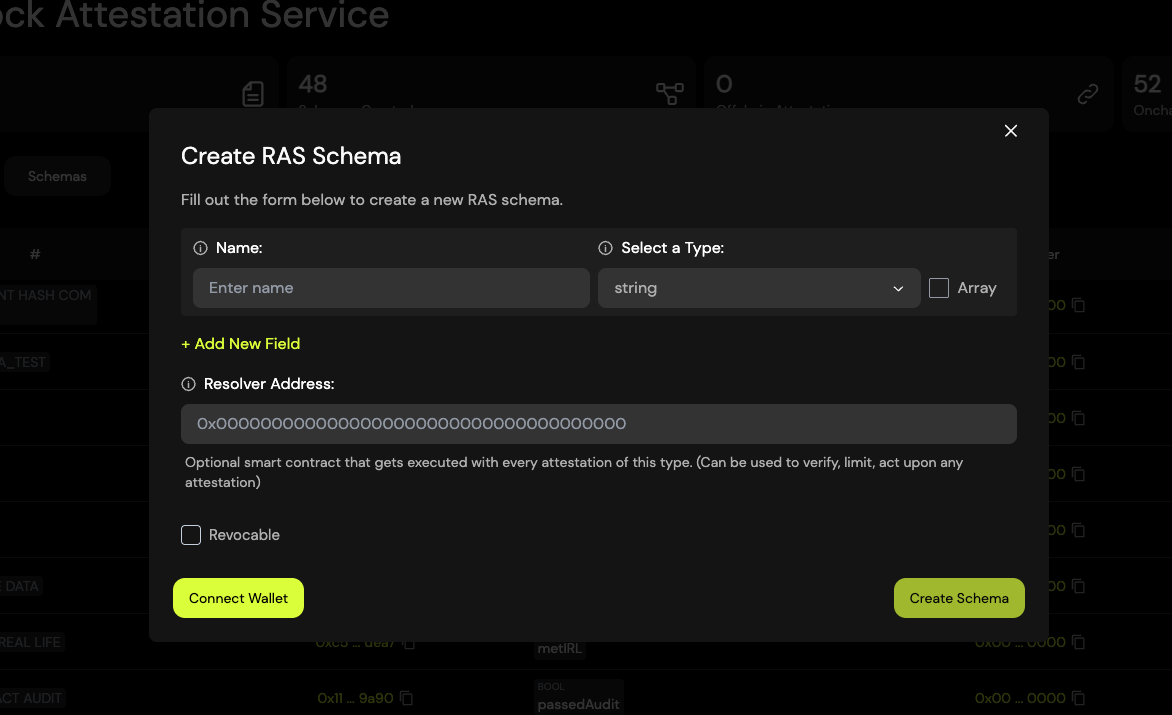 ock Attestation Service
48
0
52
Schemas
#
Create RAS Schema
Fill out the form below to create a new RAS schema.
Name:
Select a Type:
Enter name
string
Array
+ Add New Field
Resolver Address:
Optional smart contract that gets executed with every attestation of this type. (Can be used to verify, limit, act upon any
attestation)
Revocable
Connect Wallet
Create Schema
NT HASH COM
A_TEST
E DATA
REAL LIFE
metIRL
0x00 ... 0000
ACT AUDIT
0x11 ... 9a90
BOOL
passedAudit
0x00 ... 0000